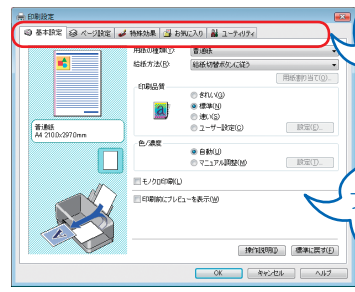 印刷設定
基本設定 ページ設定 特殊効果 お気に入り ユーティリティ
用紙の種類(Y): 普通紙
給紙方法(P): 給紙切替ボタンに従う
用紙割り当て(G)...
印刷品質
きれい(G)
標準(N)
速い(S)
ユーザー設定(C) 設定(E)...
普通紙
A4 210.0x297.0mm
色/濃度
自動(U)
マニュアル調整(M) 設定(T)...
モノクロ印刷(L)
印刷前にプレビューを表示(W)
操作説明(I) 標準に戻す(F)
OK キャンセル ヘルプ